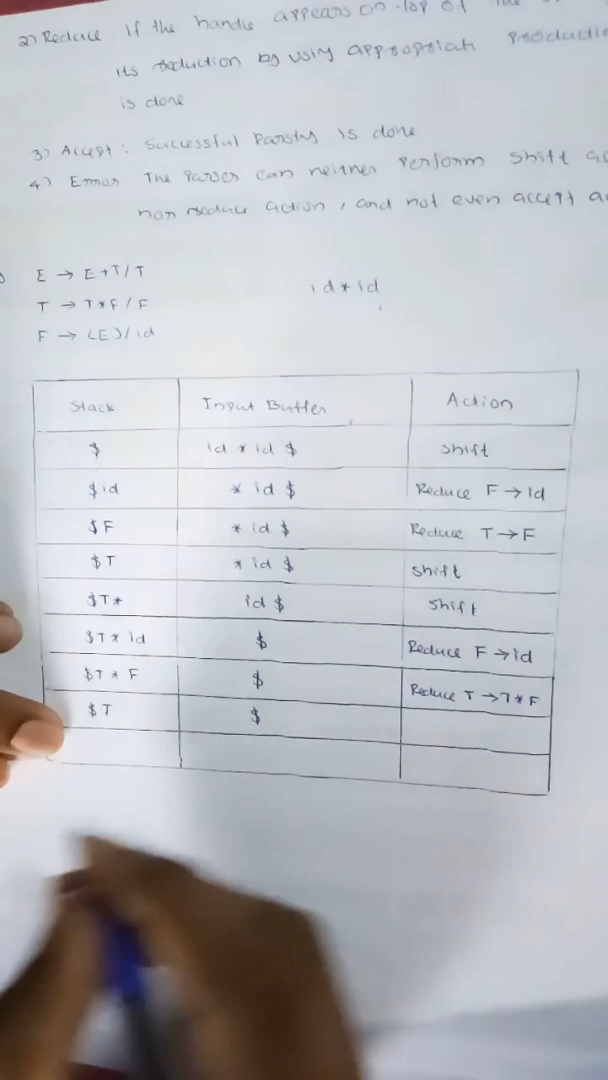 2) Reduce if the handle appears on top of the
its reduction by using appropriate producti
is done
3) Accept: Successful Parsing is done
4) Error: The Parser can neither Perform Shift ac
non reduce action, and not even accept a
E → E+T/T
id*id
T → T*F/F
F → (E)/id
Stack Input Buffer Action
$ id * id $ Shift
$id * id $ Reduce F→id
$F * id $ Reduce T→F
$T * id $ Shift
$T* id $ Shift
$T* id $ Reduce F→id
$T* F $ Reduce T→T*F
$T $